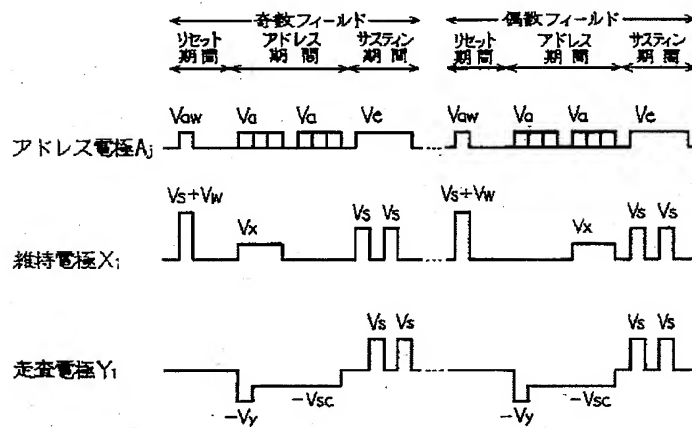 奇数フィールド 偶数フィールド
リセット期間 アドレス期間 サスティン期間 リセット期間 アドレス期間 サスティン期間
Vaw Va Va Ve Vaw Va Va Ve
アドレス電極Aj
Vs+Vw Vx Vs Vs Vs+Vw Vx Vs Vs
維持電極Xi
Vs Vs Vs Vs
走査電極Yi
-Vy -Vsc -Vy -Vsc